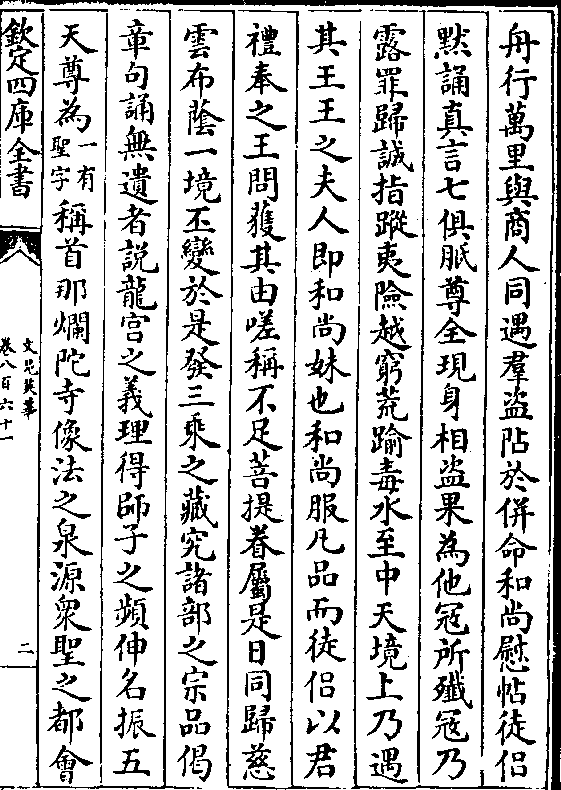 舟行萬里與商人同遇羣盗阽於併命和尚慰帖徒侣
黙誦真言七俱胝尊全現身相盗果為他冦所殱冦乃
露罪歸誠指蹤夷險越窮荒踰毒水至中天境上乃遇
其王王之夫人即和尚妹也和尚服凡品而徒侣以君
禮奉之王問獲其由嗟稱不足菩提眷屬是日同歸慈
雲布蔭一境丕變於是發三乘之藏究諸部之宗品偈
章句誦無遺者説龍宫之義理得師子之頻伸名振五
天尊為一有聖字稱首那爛陀寺像法之泉源衆聖之都會
欽定四庫全書
文苑英華
卷八百六十一
二